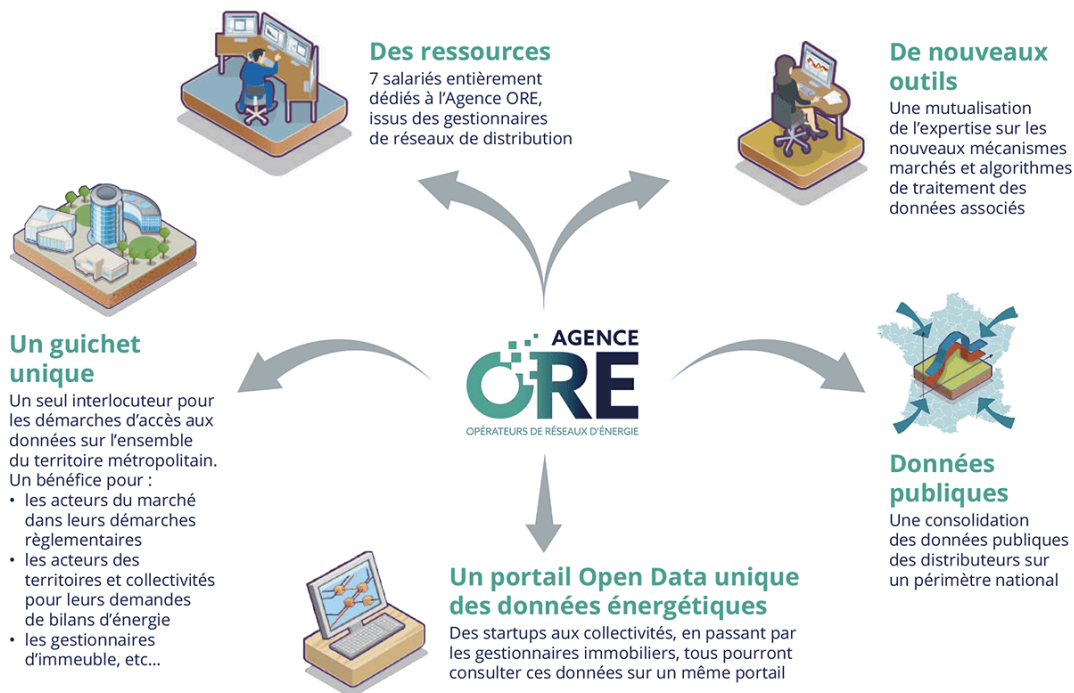 Des ressources
7 salariés entièrement
dédiés à l’Agence ORE,
issus des gestionnaires
de réseaux de distribution
De nouveaux
outils
Une mutualisation
de l’expertise sur les
nouveaux mécanismes
marchés et algorithmes
de traitement des
données associés
Un guichet
unique
Un seul interlocuteur pour
les démarches d’accès aux
données sur l’ensemble
du territoire métropolitain.
Un bénéfice pour :
• les acteurs du marché
dans leurs démarches
règlementaires
• les acteurs des
territoires et collectivités
pour leurs demandes
de bilans d’énergie
• les gestionnaires
d’immeuble, etc…
AGENCE
ORE
OPÉRATEURS DE RÉSEAUX D’ÉNERGIE
Données
publiques
Une consolidation
des données publiques
des distributeurs sur
un périmètre national
Un portail Open Data unique
des données énergétiques
Des startups aux collectivités, en passant par
les gestionnaires immobiliers, tous pourront
consulter ces données sur un même portail